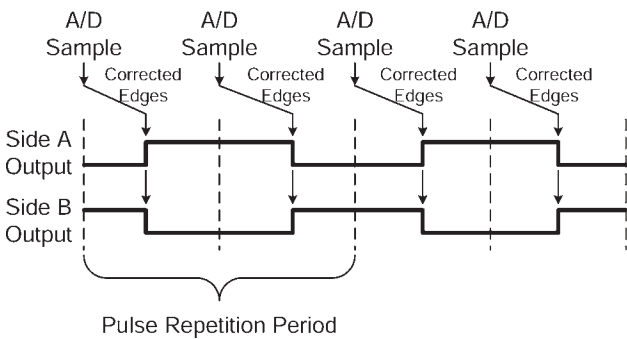 A/D
Sample
A/D
Sample
A/D
Sample
A/D
Sample
Corrected
Edges
Corrected
Edges
Corrected
Edges
Corrected
Edges
Side A
Output
Side B
Output
Pulse Repetition Period